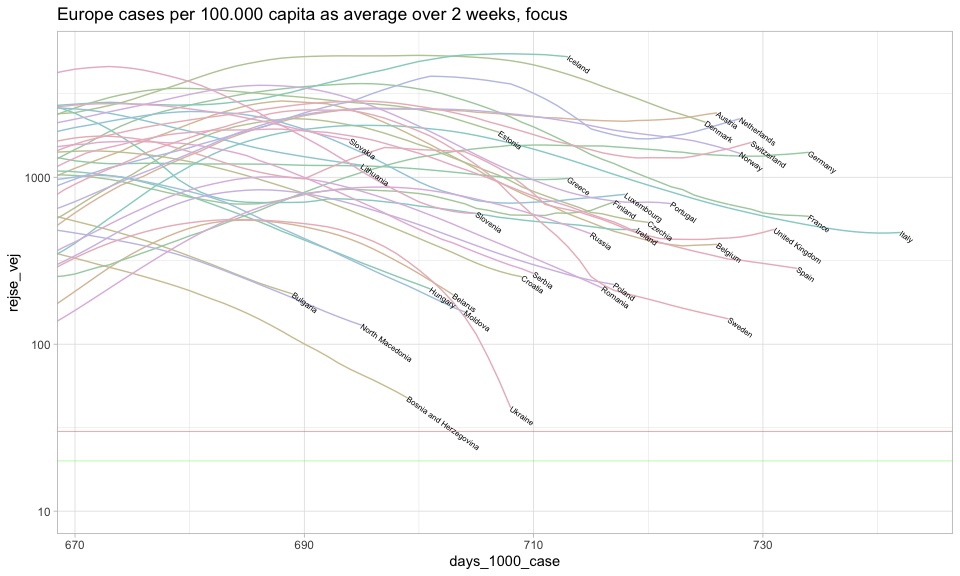 Europe cases per 100.000 capita as average over 2 weeks, focus
rejse_vej
1000
100
10
Iceland
Austria
Netherlands
Denmark
Estonia
Switzerland
Germany
Norway
Slovakia
Lithuania
Greece
Luxembourg
Portugal
Finland
Slovenia
France
Czechia
Italy
Ireland
Russia
United Kingdom
Belgium
Spain
Serbia
Croatia
Poland
Romania
Hungary
Belarus
Bulgaria
Moldova
North Macedonia
Sweden
Bosnia and Herzegovina
Ukraine
670
690
710
730
days_1000_case